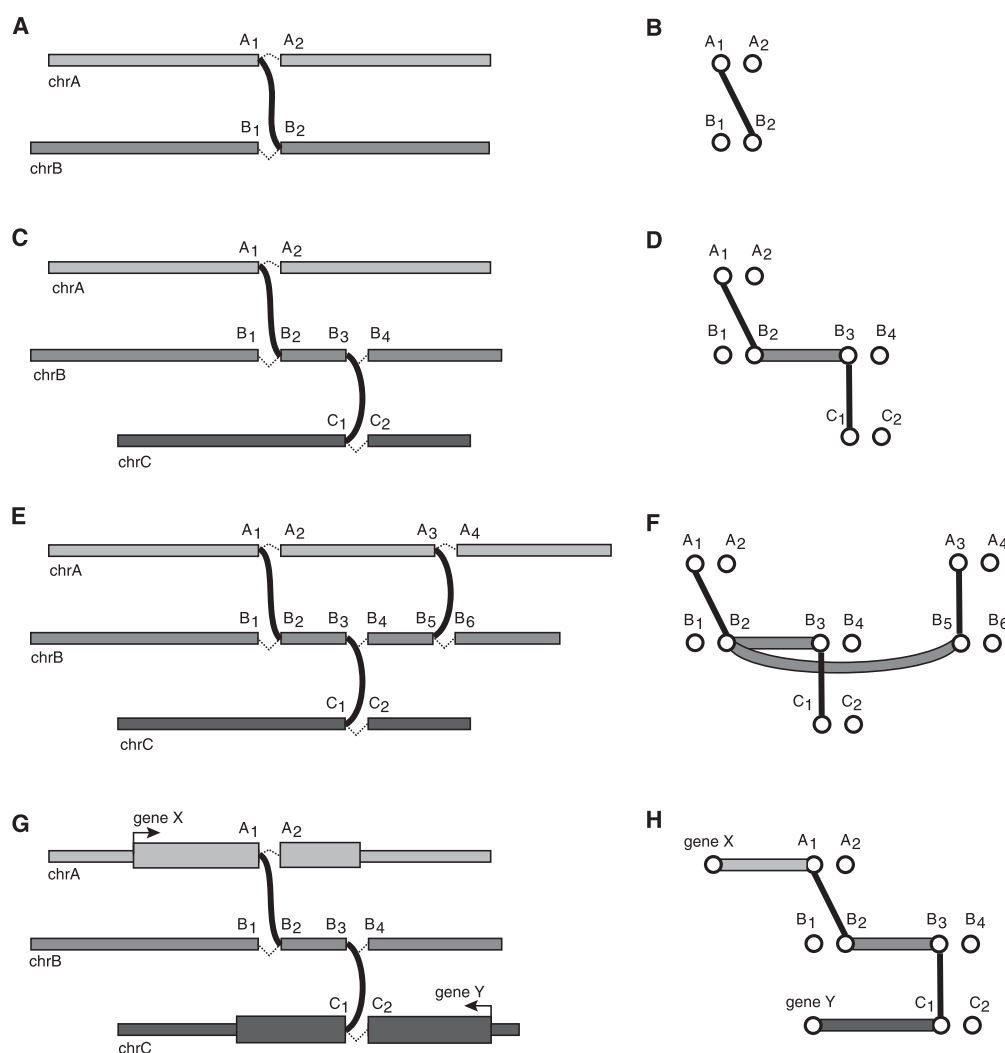 A
A1 A2
chrA
B1 B2
chrB
B
A1 A2
B1 B2
C
A1 A2
chrA
B1 B2 B3 B4
chrB
C1 C2
chrC
D
A1 A2
B1 B2 B3 B4
C1 C2
E
A1 A2 A3 A4
chrA
B1 B2 B3 B4 B5 B6
chrB
C1 C2
chrC
F
A1 A2 A3 A4
B1 B2 B3 B4 B5 B6
C1 C2
G
gene X
A1 A2
chrA
B1 B2 B3 B4
chrB
gene Y
C1 C2
chrC
H
gene X A1 A2
B1 B2 B3 B4
gene Y C1 C2